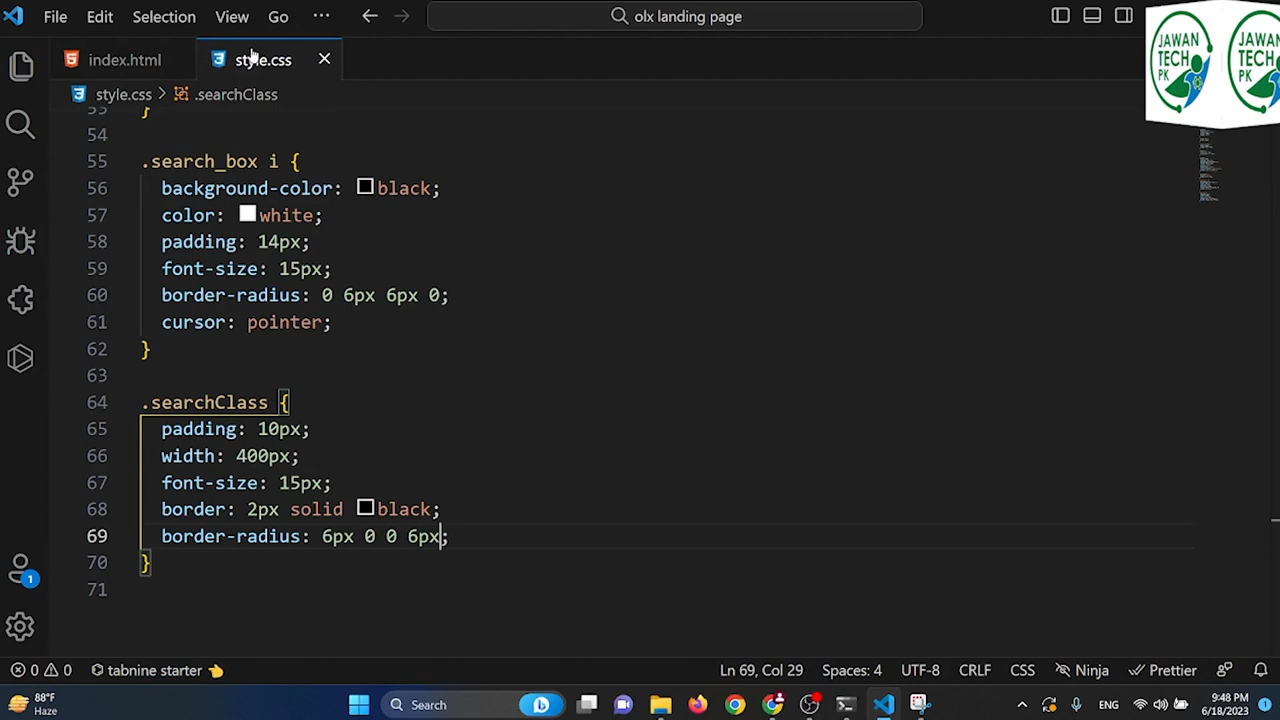 File Edit Selection View Go ··· olx landing page
JAWAN
TECH
PK
JAWAN
TECH
PK
index.html style.css
style.css > .searchClass
53 }
54
55 .search_box i {
56 background-color: black;
57 color: white;
58 padding: 14px;
59 font-size: 15px;
60 border-radius: 0 6px 6px 0;
61 cursor: pointer;
62 }
63
64 .searchClass {
65 padding: 10px;
66 width: 400px;
67 font-size: 15px;
68 border: 2px solid black;
69 border-radius: 6px 0 0 6px;
70 }
71
1
0 0 tabnine starter 👈 Ln 69, Col 29 Spaces: 4 UTF-8 CRLF CSS Ninja Prettier
88°F
Haze
Search
ENG
9:48 PM
6/18/2023
1